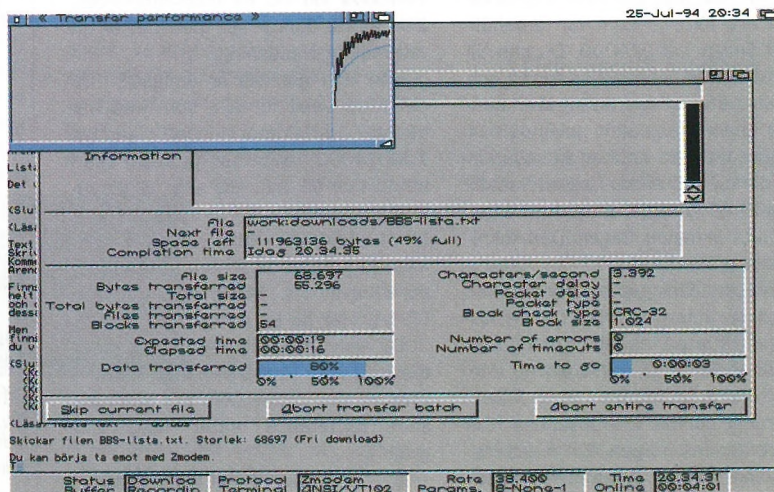 « Transfer performance »
25-Jul-94 20:34
Information
File work:downloads/BBS-lista.txt
Next file -
Space left 111963136 bytes (49% full)
Completion time Idag 20.34.35
File size 68.697
Bytes transferred 55.296
Total size -
Total bytes transferred -
Files transferred -
Blocks transferred 54
Expected time 00:00:19
Elapsed time 00:00:16
Data transferred 80%
0% 50% 100%
Characters/second 3.392
Character delay -
Packet delay -
Packet type -
Block check type CRC-32
Block size 1.024
Number of errors 0
Number of timeouts 0
Time to go 0:00:03
0% 50% 100%
Skip current file
Abort transfer batch
Abort entire transfer
Skickar filen BBS-lista.txt. Storlek: 68697 (Fri download)
Du kan börja ta emot med Zmodem.
Status Downloa Protocol Zmodem Rate 38.400 Time 20.34.31
Buffer Recordin Terminal ANSI/VT102 Params. 8-None-1 Online 00:04:01